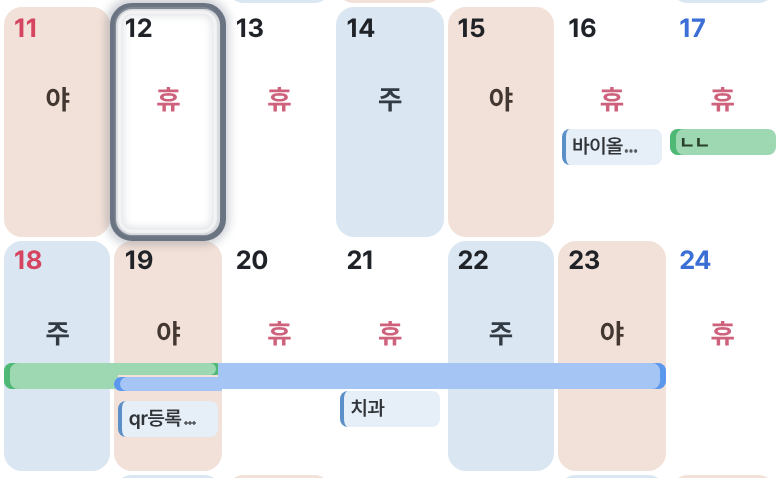 11 12 13 14 15 16 17
야 휴 휴 주 야 휴 휴
바이올... ㄴㄴ
18 19 20 21 22 23 24
주 야 휴 휴 주 야 휴
qr등록... 치과